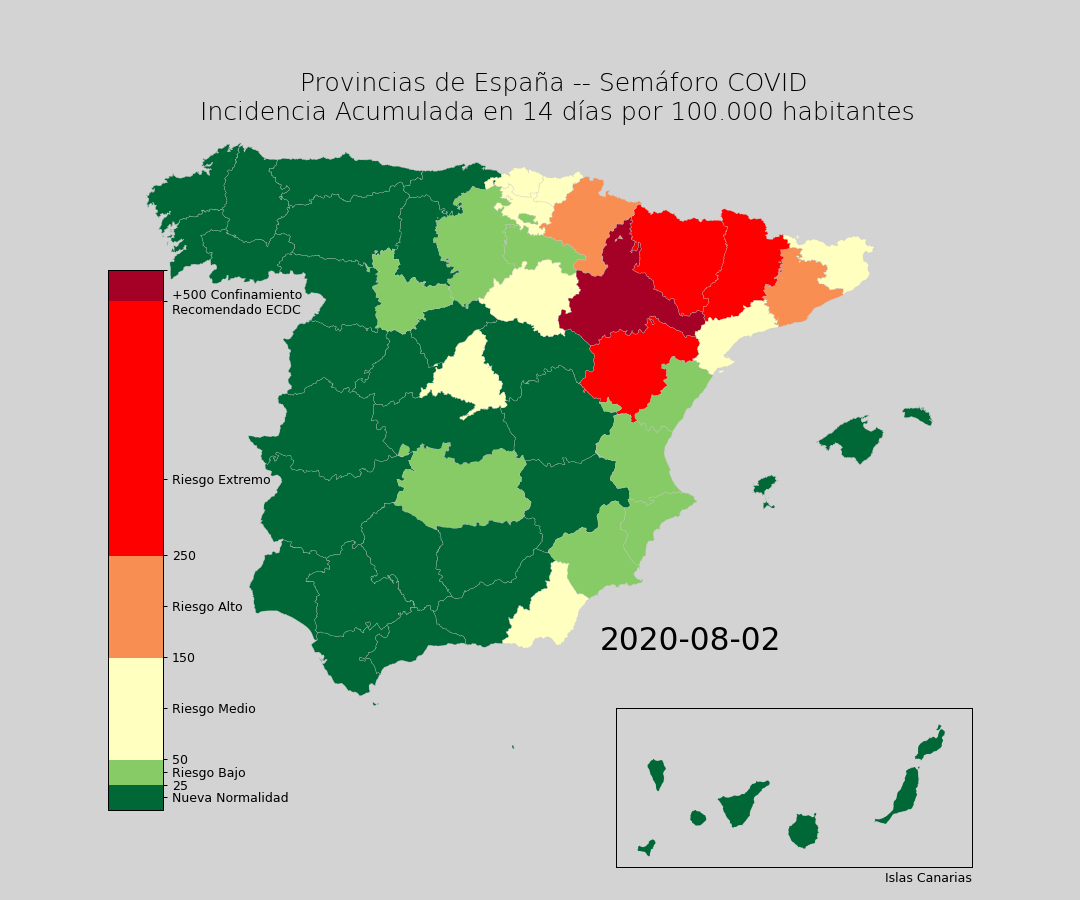 Provincias de España -- Semáforo COVID
Incidencia Acumulada en 14 días por 100.000 habitantes
+500 Confinamiento
Recomendado ECDC
Riesgo Extremo
250
Riesgo Alto
150
Riesgo Medio
50
Riesgo Bajo
25
Nueva Normalidad
2020-08-02
Islas Canarias